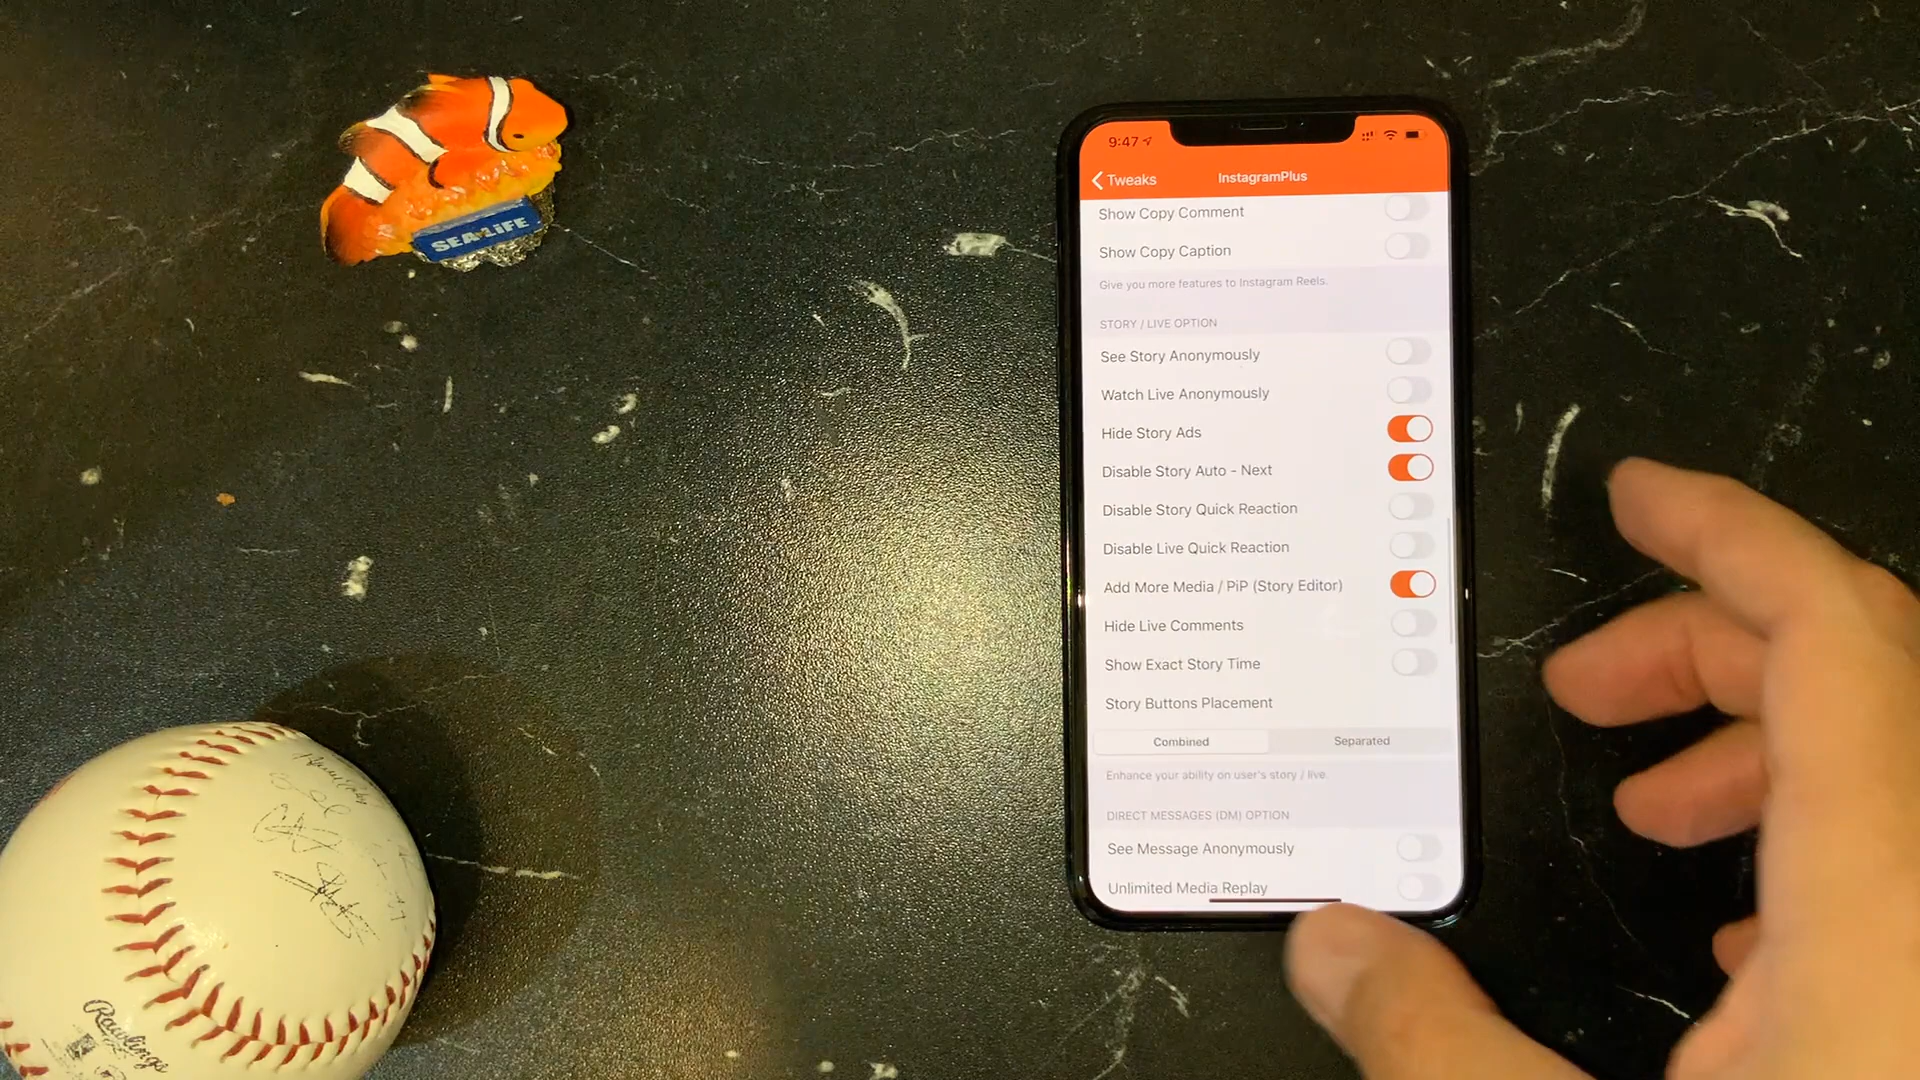 SEA LIFE
9:47
Tweaks
InstagramPlus
Show Copy Comment
Show Copy Caption
Give you more features to Instagram Reels.
STORY / LIVE OPTION
See Story Anonymously
Watch Live Anonymously
Hide Story Ads
Disable Story Auto - Next
Disable Story Quick Reaction
Disable Live Quick Reaction
Add More Media / PiP (Story Editor)
Hide Live Comments
Show Exact Story Time
Story Buttons Placement
Combined Separated
Enhance your ability on user's story / live.
DIRECT MESSAGES (DM) OPTION
See Message Anonymously
Unlimited Media Replay
Rawlings